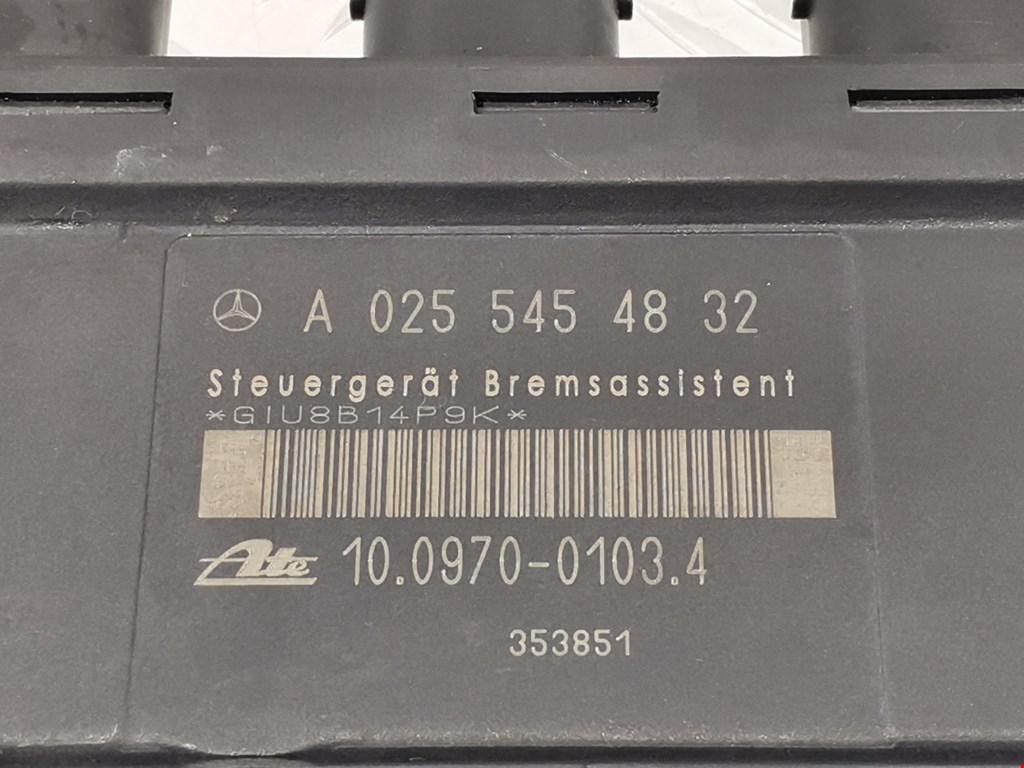 A 025 545 48 32
Steuergerät Bremsassistent
*GIU8B14P9K*
Ate 10.0970-0103.4
353851